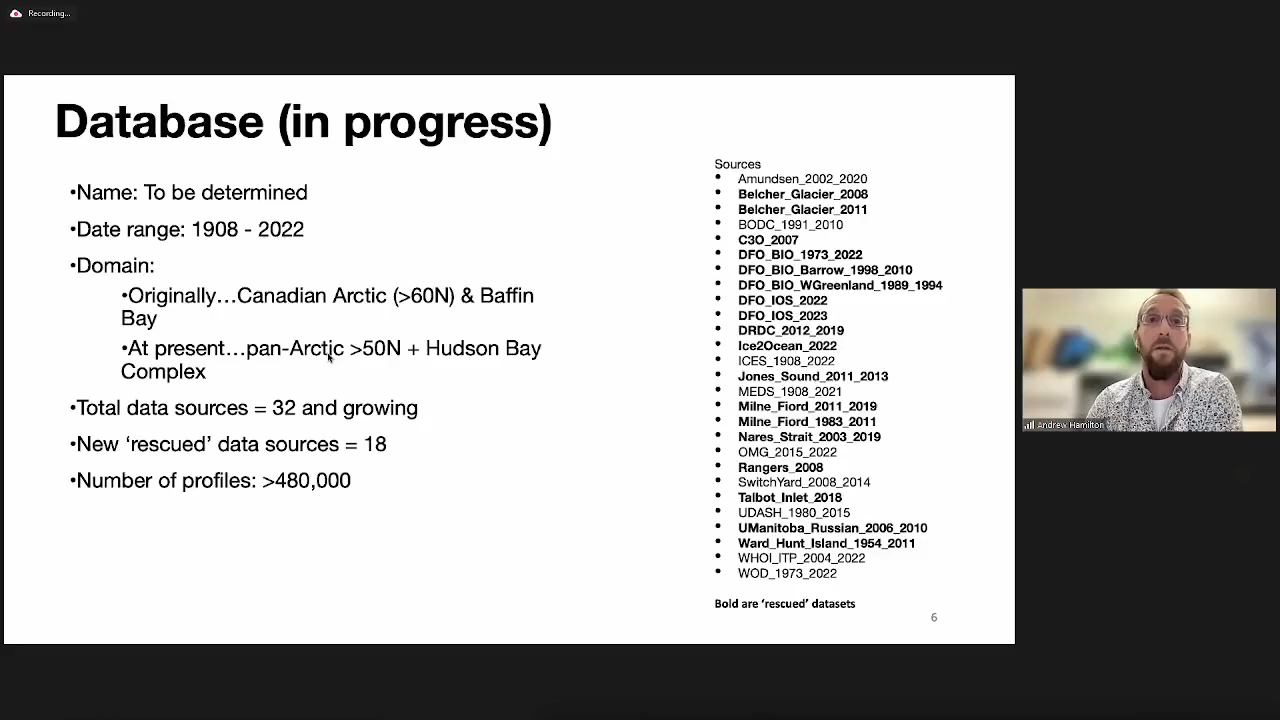 Recording...
Database (in progress)
•Name: To be determined
•Date range: 1908 - 2022
•Domain:
•Originally…Canadian Arctic (>60N) & Baffin
Bay
•At present…pan-Arctic >50N + Hudson Bay
Complex
•Total data sources = 32 and growing
•New ‘rescued’ data sources = 18
•Number of profiles: >480,000
Sources
• Amundsen_2002_2020
• Belcher_Glacier_2008
• Belcher_Glacier_2011
• BODC_1991_2010
• C3O_2007
• DFO_BIO_1973_2022
• DFO_BIO_Barrow_1998_2010
• DFO_BIO_WGreenland_1989_1994
• DFO_IOS_2022
• DFO_IOS_2023
• DRDC_2012_2019
• Ice2Ocean_2022
• ICES_1908_2022
• Jones_Sound_2011_2013
• MEDS_1908_2021
• Milne_Fiord_2011_2019
• Milne_Fiord_1983_2011
• Nares_Strait_2003_2019
• OMG_2015_2022
• Rangers_2008
• SwitchYard_2008_2014
• Talbot_Inlet_2018
• UDASH_1980_2015
• UManitoba_Russian_2006_2010
• Ward_Hunt_Island_1954_2011
• WHOI_ITP_2004_2022
• WOD_1973_2022
Bold are ‘rescued’ datasets
6
Andrew Hamilton